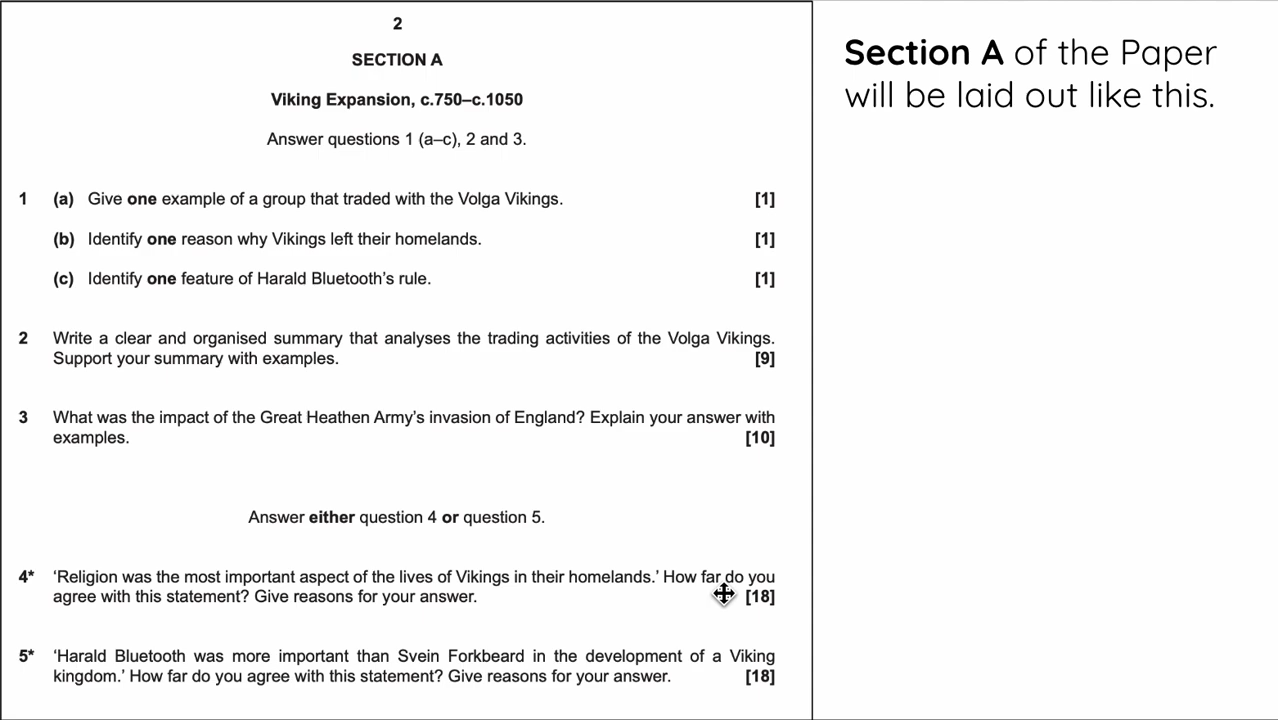 2
SECTION A
Viking Expansion, c.750–c.1050
Answer questions 1 (a–c), 2 and 3.
1 (a) Give one example of a group that traded with the Volga Vikings. [1]
(b) Identify one reason why Vikings left their homelands. [1]
(c) Identify one feature of Harald Bluetooth’s rule. [1]
2 Write a clear and organised summary that analyses the trading activities of the Volga Vikings.
Support your summary with examples. [9]
3 What was the impact of the Great Heathen Army’s invasion of England? Explain your answer with
examples. [10]
Answer either question 4 or question 5.
4* ‘Religion was the most important aspect of the lives of Vikings in their homelands.’ How far do you
agree with this statement? Give reasons for your answer. [18]
5* ‘Harald Bluetooth was more important than Svein Forkbeard in the development of a Viking
kingdom.’ How far do you agree with this statement? Give reasons for your answer. [18]
Section A of the Paper
will be laid out like this.